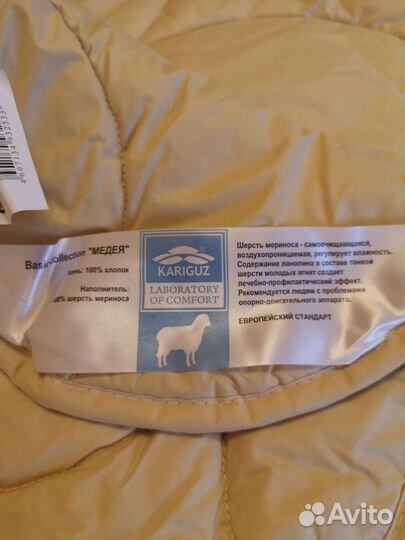 4607134932533
Basic collection "МЕДЕЯ"
Ткань: 100% хлопок
Наполнитель:
100% шерсть мериноса
KARIGUZ
LABORATORY
OF COMFORT
Шерсть мериноса - самоочищающаяся,
воздухопроницаемая, регулирует влажность.
Содержание ланолина в составе тонкой
шерсти молодых ягнят создает
лечебно-профилактический эффект.
Рекомендуется людям с проблемами
опорно-двигательного аппарата.
ЕВРОПЕЙСКИЙ СТАНДАРТ
Avito